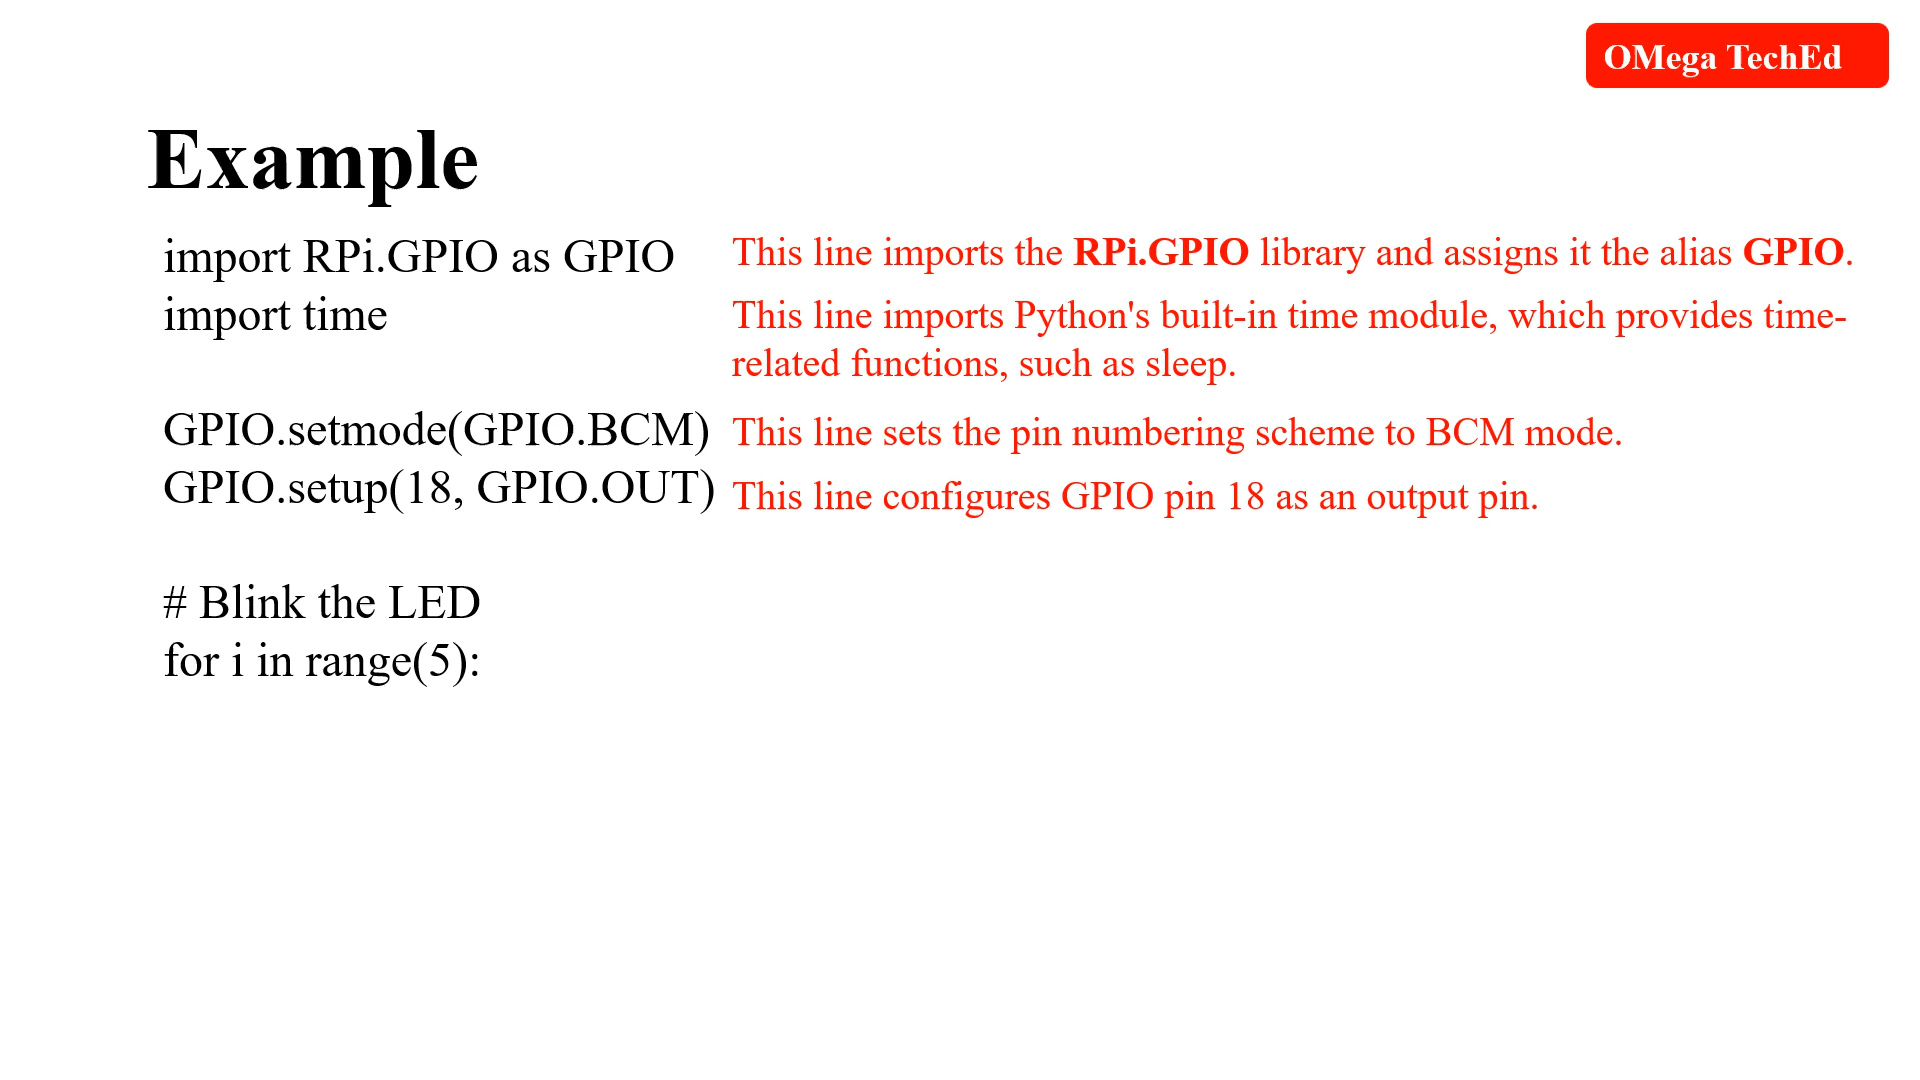 OMega TechEd
Example
import RPi.GPIO as GPIO
This line imports the RPi.GPIO library and assigns it the alias GPIO.
import time
This line imports Python's built-in time module, which provides time-
related functions, such as sleep.
GPIO.setmode(GPIO.BCM)
This line sets the pin numbering scheme to BCM mode.
GPIO.setup(18, GPIO.OUT)
This line configures GPIO pin 18 as an output pin.
# Blink the LED
for i in range(5):